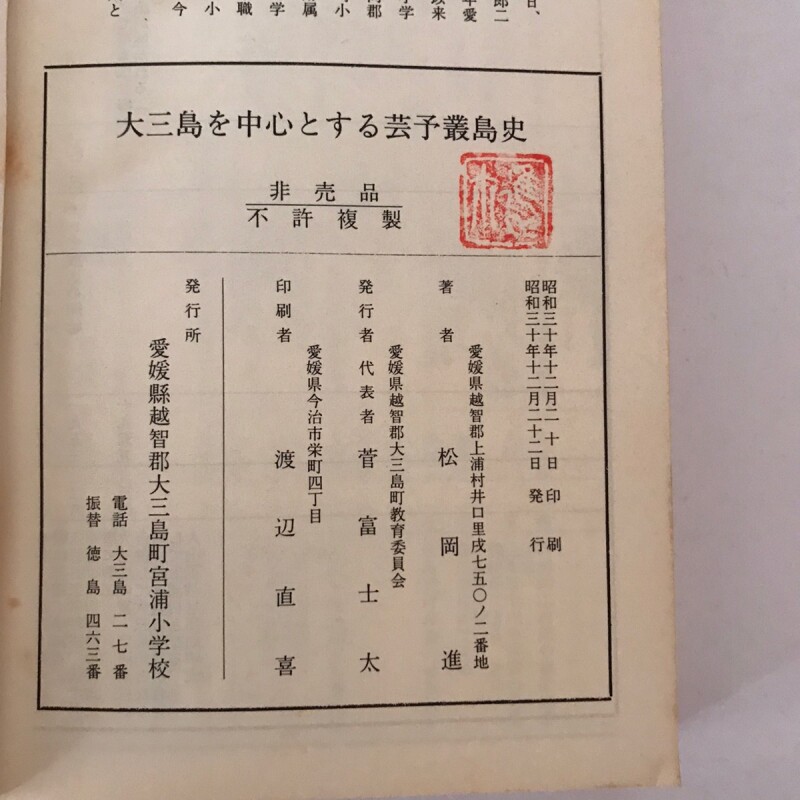 大三島を中心とする芸予叢島史
非売品
不許複製
昭和三十年十二月二十日 印刷
昭和三十年十二月二十二日 発行
愛媛県越智郡上浦村井口里戌七五〇ノ二番地
著者 松岡進
愛媛県越智郡大三島町教育委員会
発行者 代表者 菅富士太
愛媛県今治市栄町四丁目
印刷者 渡辺直喜
発行所
愛媛縣越智郡大三島町宮浦小学校
電話 大三島 二七番
振替 徳島 四六三番